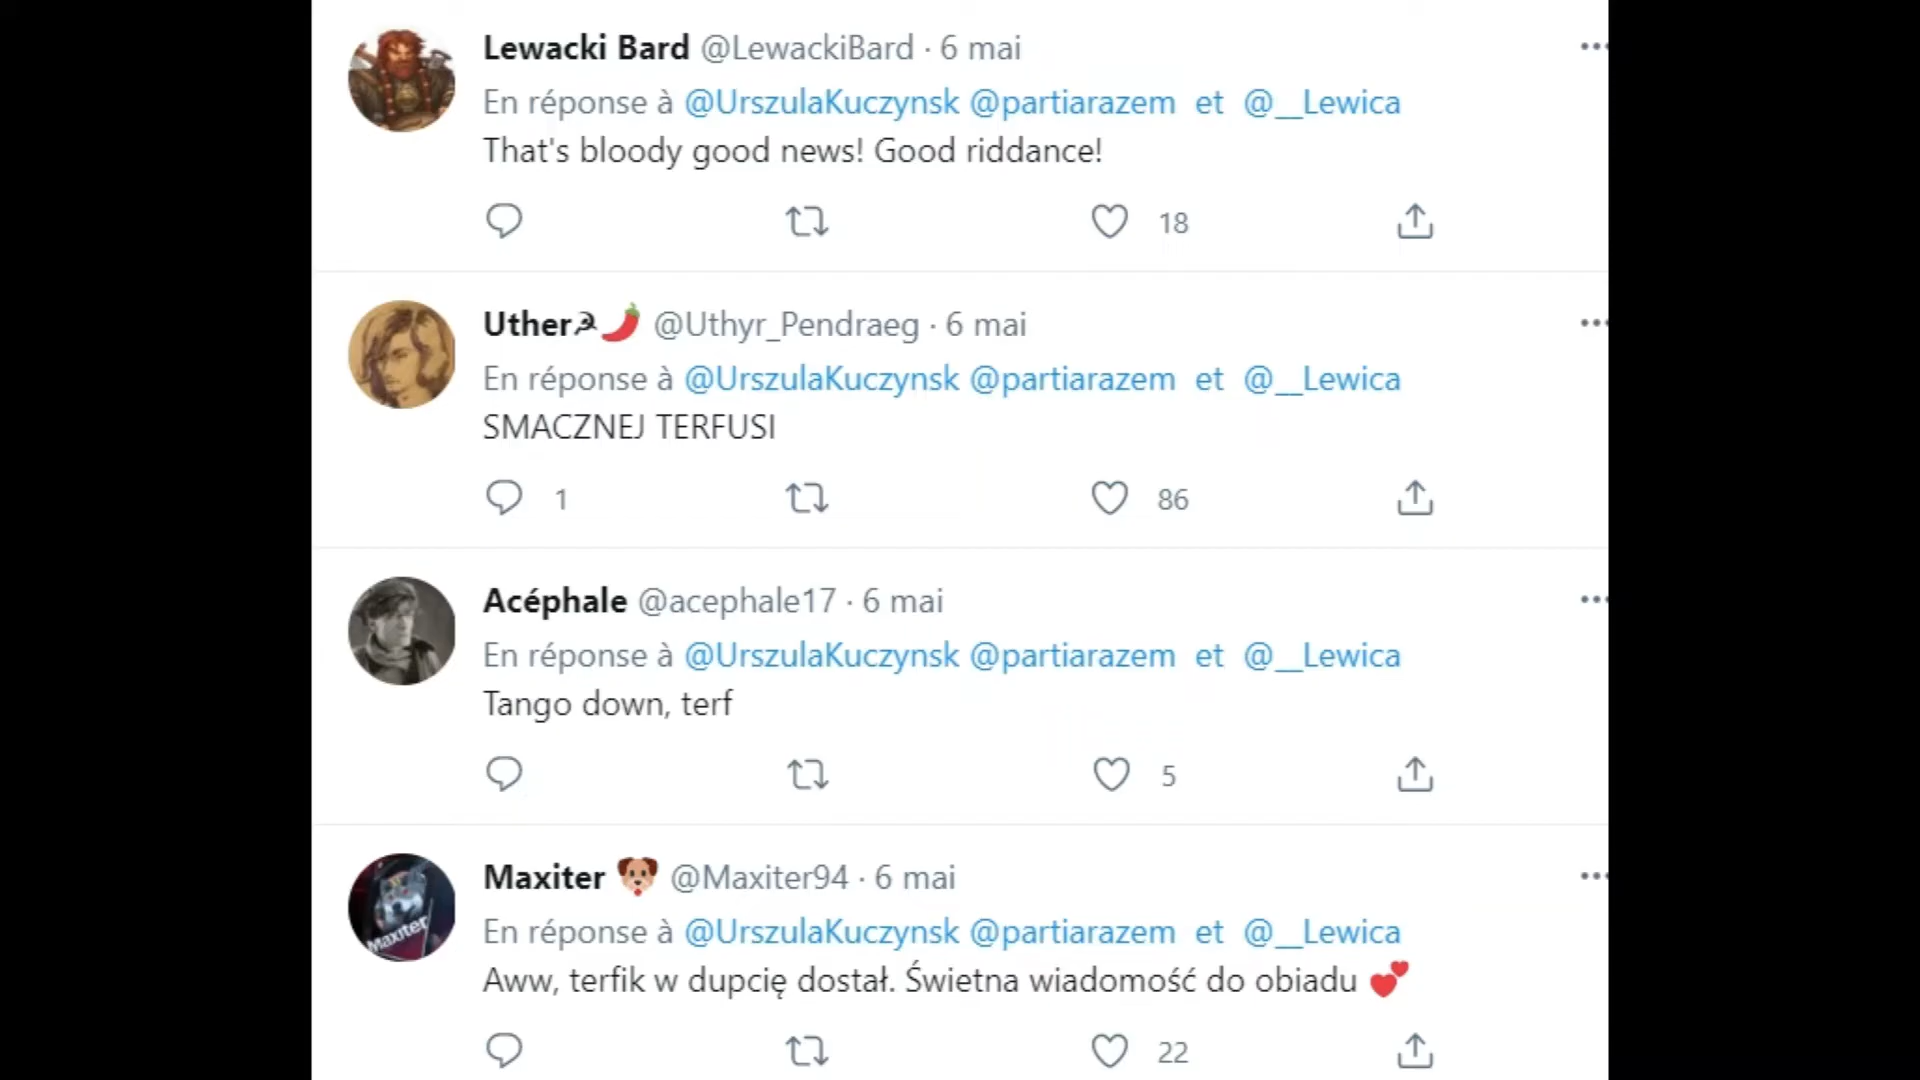 Lewacki Bard @LewackiBard · 6 mai
En réponse à @UrszulaKuczynsk @partiarazem et @__Lewica
That's bloody good news! Good riddance!
18
Uther☭🌶️ @Uthyr_Pendraeg · 6 mai
En réponse à @UrszulaKuczynsk @partiarazem et @__Lewica
SMACZNEJ TERFUSI
1 86
Acéphale @acephale17 · 6 mai
En réponse à @UrszulaKuczynsk @partiarazem et @__Lewica
Tango down, terf
5
Maxiter 🐶 @Maxiter94 · 6 mai
Maxiter
En réponse à @UrszulaKuczynsk @partiarazem et @__Lewica
Aww, terfik w dupcię dostał. Świetna wiadomość do obiadu 💕
22